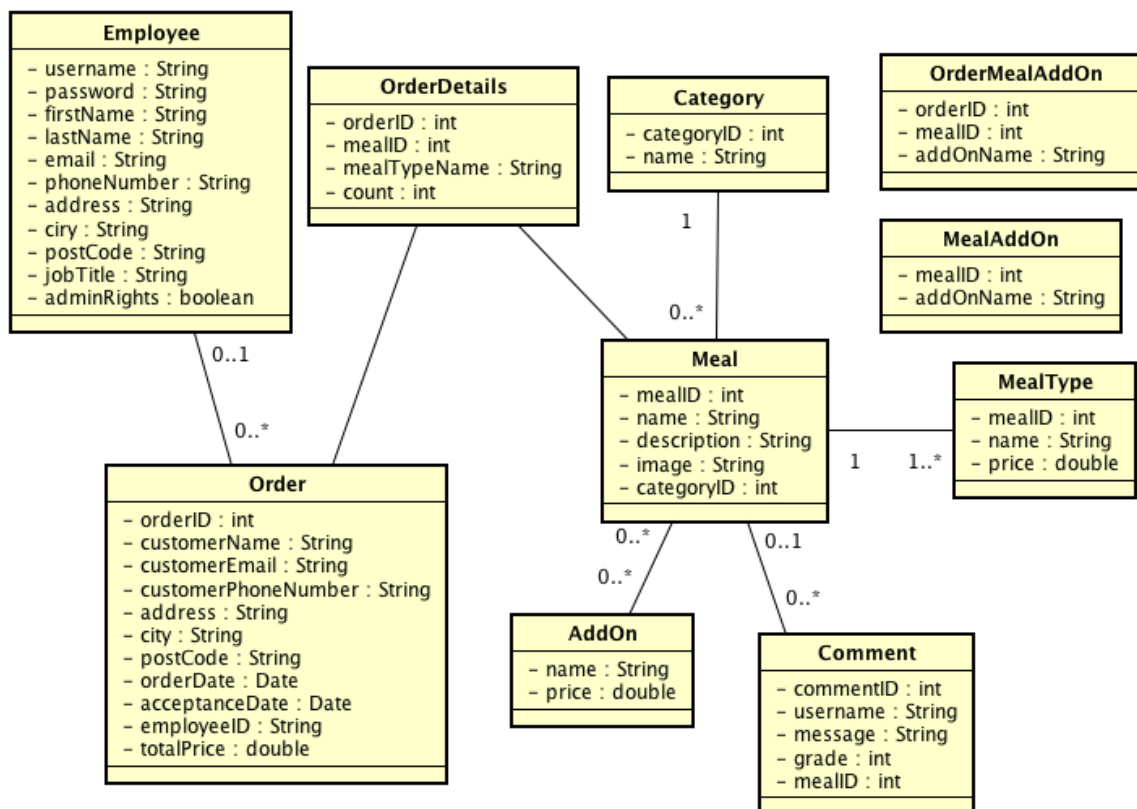 Employee
- username : String
- password : String
- firstName : String
- lastName : String
- email : String
- phoneNumber : String
- address : String
- ciry : String
- postCode : String
- jobTitle : String
- adminRights : boolean
OrderDetails
- orderID : int
- mealID : int
- mealTypeName : String
- count : int
Category
- categoryID : int
- name : String
OrderMealAddOn
- orderID : int
- mealID : int
- addOnName : String
MealAddOn
- mealID : int
- addOnName : String
1
0..*
0..1
0..*
Meal
- mealID : int
- name : String
- description : String
- image : String
- categoryID : int
1
1..*
MealType
- mealID : int
- name : String
- price : double
Order
- orderID : int
- customerName : String
- customerEmail : String
- customerPhoneNumber : String
- address : String
- city : String
- postCode : String
- orderDate : Date
- acceptanceDate : Date
- employeeID : String
- totalPrice : double
0..*
0..*
0..1
0..*
AddOn
- name : String
- price : double
Comment
- commentID : int
- username : String
- message : String
- grade : int
- mealID : int